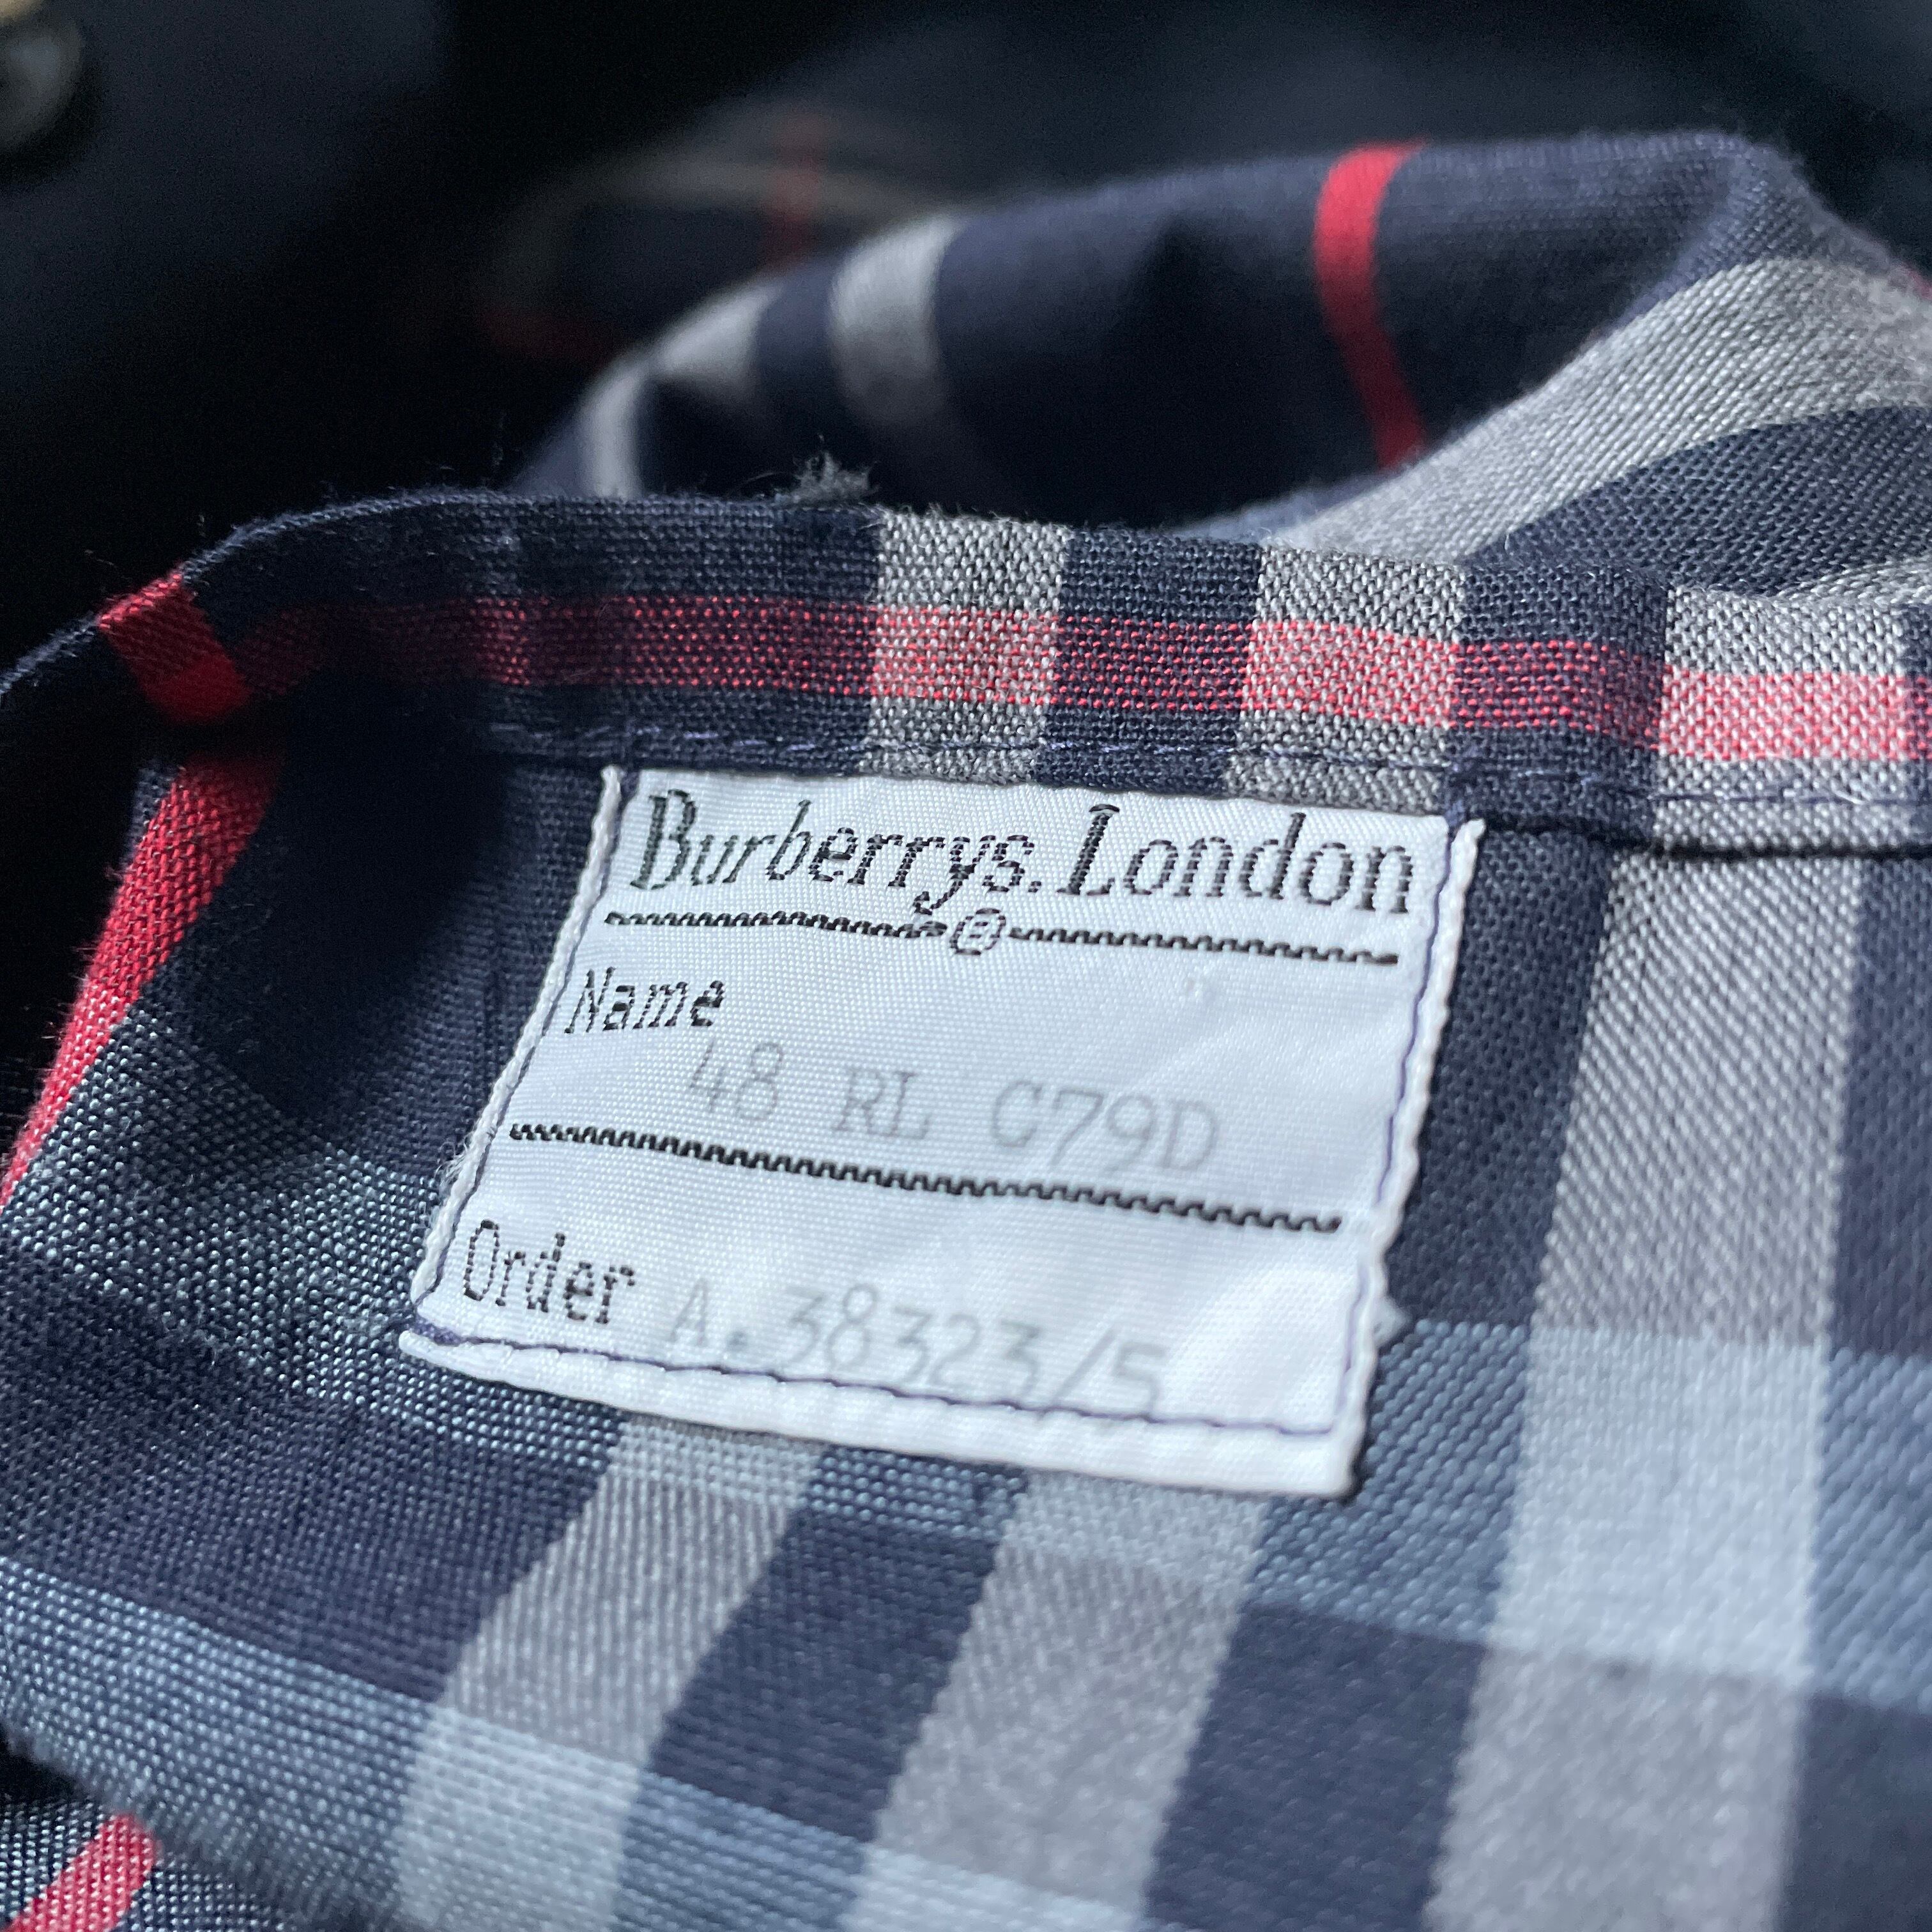 Burberrys. London
®
Name
48 RL C79D
Order A.38323/5